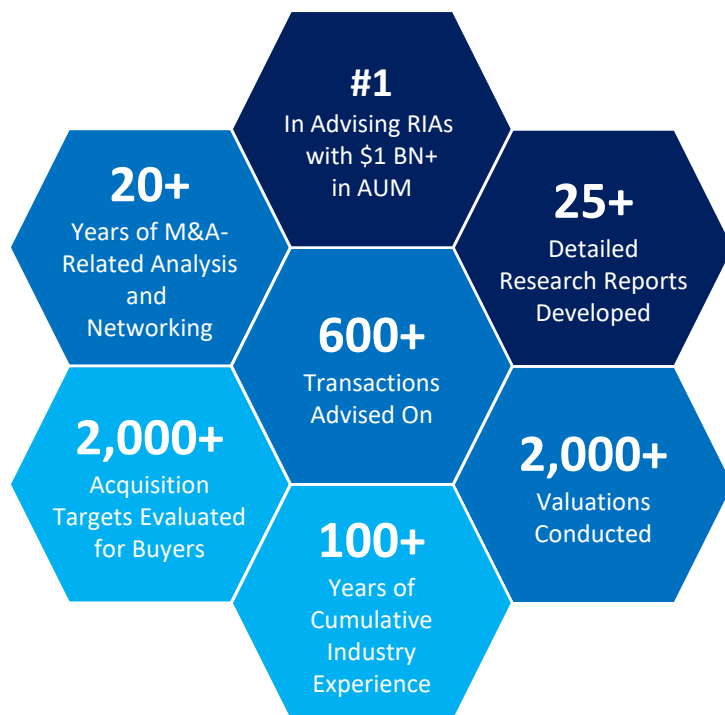 #1
In Advising RIAs
with $1 BN+
in AUM
20+
Years of M&A-
Related Analysis
and
Networking
25+
Detailed
Research Reports
Developed
600+
Transactions
Advised On
2,000+
Acquisition
Targets Evaluated
for Buyers
2,000+
Valuations
Conducted
100+
Years of
Cumulative
Industry
Experience